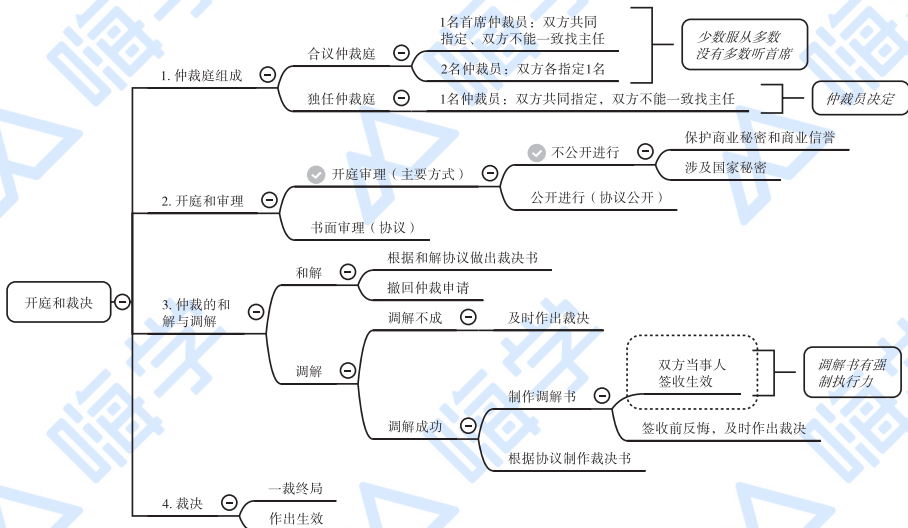 开庭和裁决
1. 仲裁庭组成
合议仲裁庭
1名首席仲裁员：双方共同
指定、双方不能一致找主任
2名仲裁员：双方各指定1名
少数服从多数
没有多数听首席
独任仲裁庭
1名仲裁员：双方共同指定，双方不能一致找主任
仲裁员决定
2. 开庭和审理
开庭审理（主要方式）
不公开进行
保护商业秘密和商业信誉
涉及国家秘密
公开进行（协议公开）
书面审理（协议）
3. 仲裁的和
解与调解
和解
根据和解协议做出裁决书
撤回仲裁申请
调解
调解不成
及时作出裁决
调解成功
制作调解书
双方当事人
签收生效
调解书有强
制执行力
签收前反悔，及时作出裁决
根据协议制作裁决书
4. 裁决
一裁终局
作出生效
嗨学
嗨学
嗨学
嗨学
嗨学
嗨学